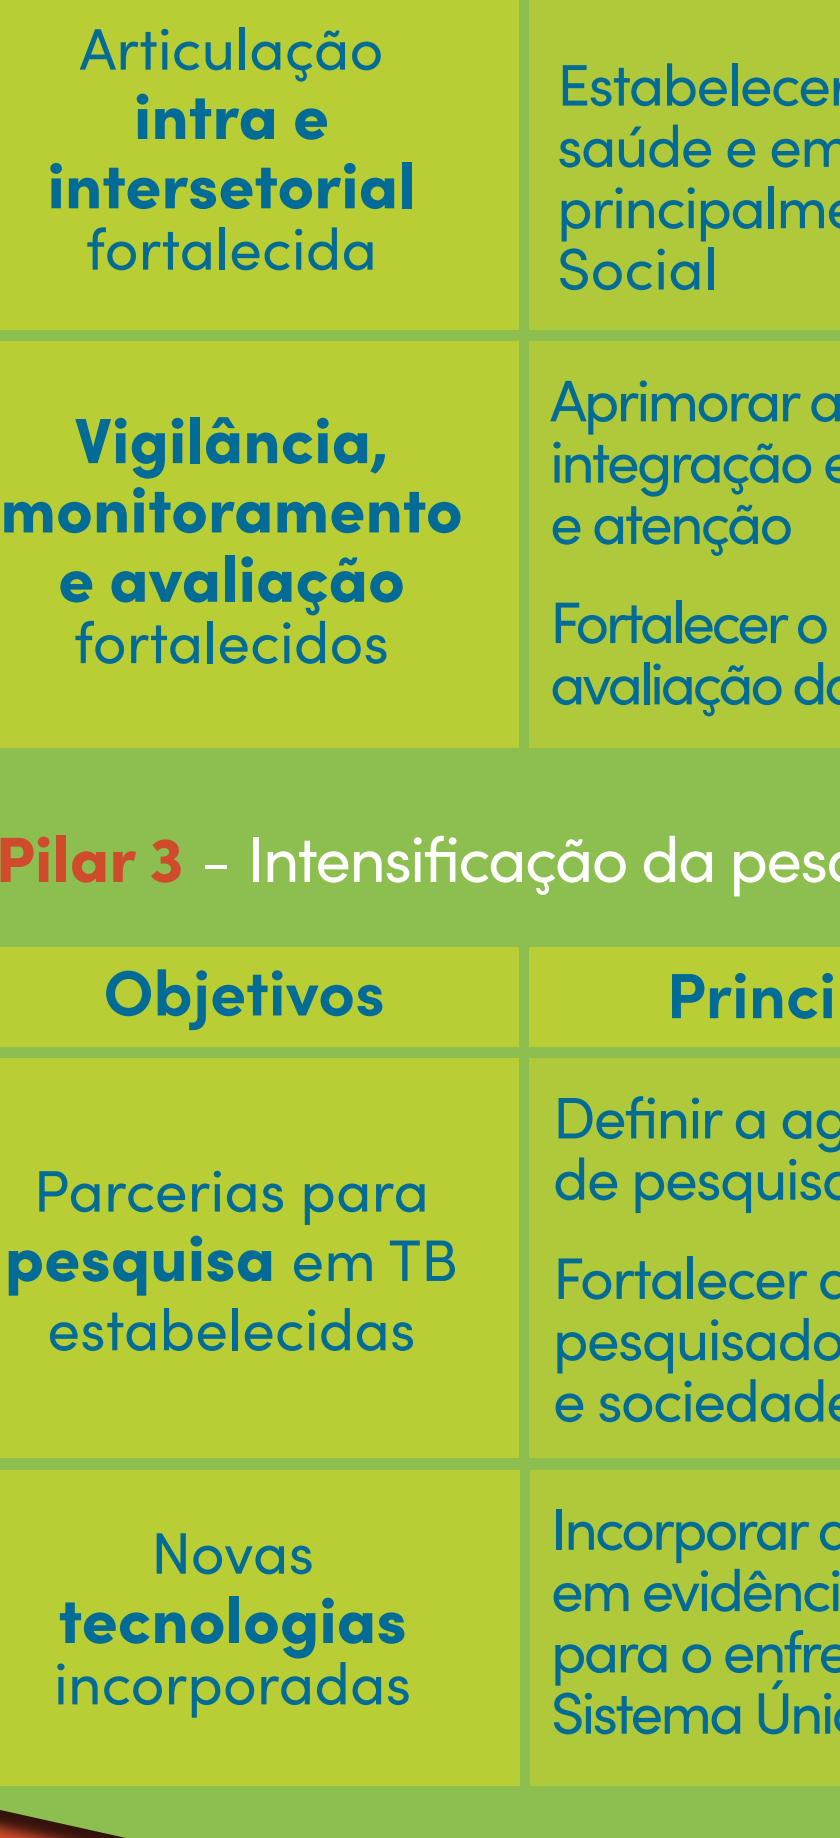 Articulação
intra e
intersetorial
fortalecida
Estabelecer
saúde e em
principalme
Social
Vigilância,
monitoramento
e avaliação
fortalecidos
Aprimorar a
integração e
e atenção
Fortalecer o
avaliação da
Pilar 3 - Intensificação da pesq
Objetivos
Princi
Parcerias para
pesquisa em TB
estabelecidas
Definir a ag
de pesquisa
Fortalecer a
pesquisado
e sociedade
Novas
tecnologias
incorporadas
Incorporar a
em evidênci
para o enfre
Sistema Únic